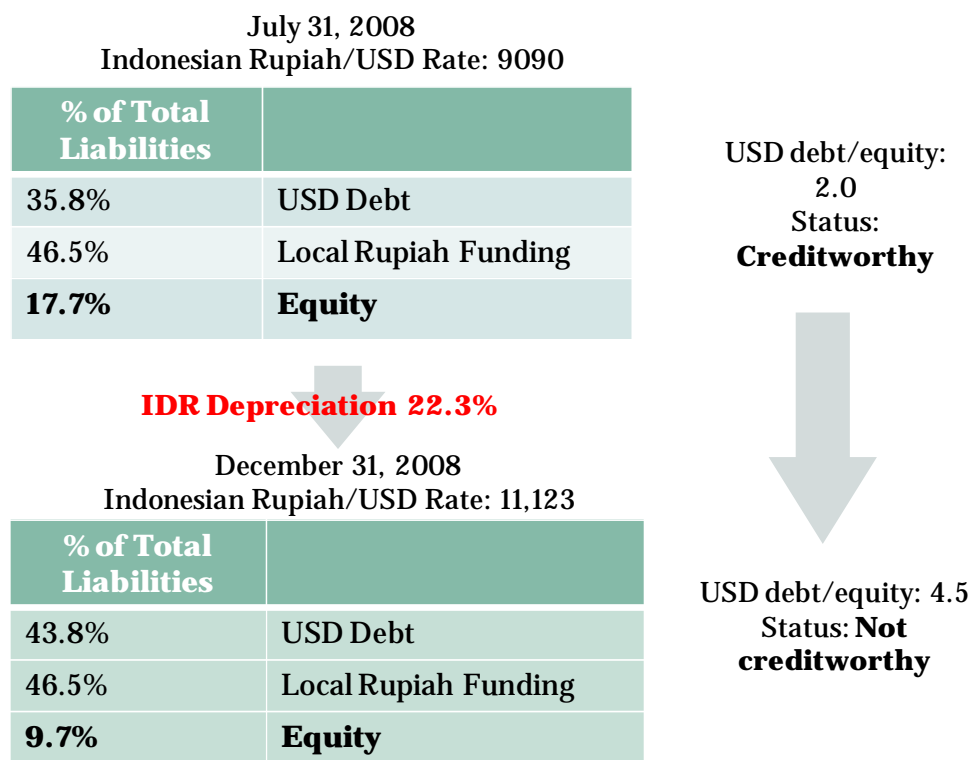 July 31, 2008
Indonesian Rupiah/USD Rate: 9090
% of Total
Liabilities
35.8% USD Debt
46.5% Local Rupiah Funding
17.7% Equity
USD debt/equity:
2.0
Status:
Creditworthy
IDR Depreciation 22.3%
December 31, 2008
Indonesian Rupiah/USD Rate: 11,123
% of Total
Liabilities
43.8% USD Debt
46.5% Local Rupiah Funding
9.7% Equity
USD debt/equity: 4.5
Status: Not
creditworthy